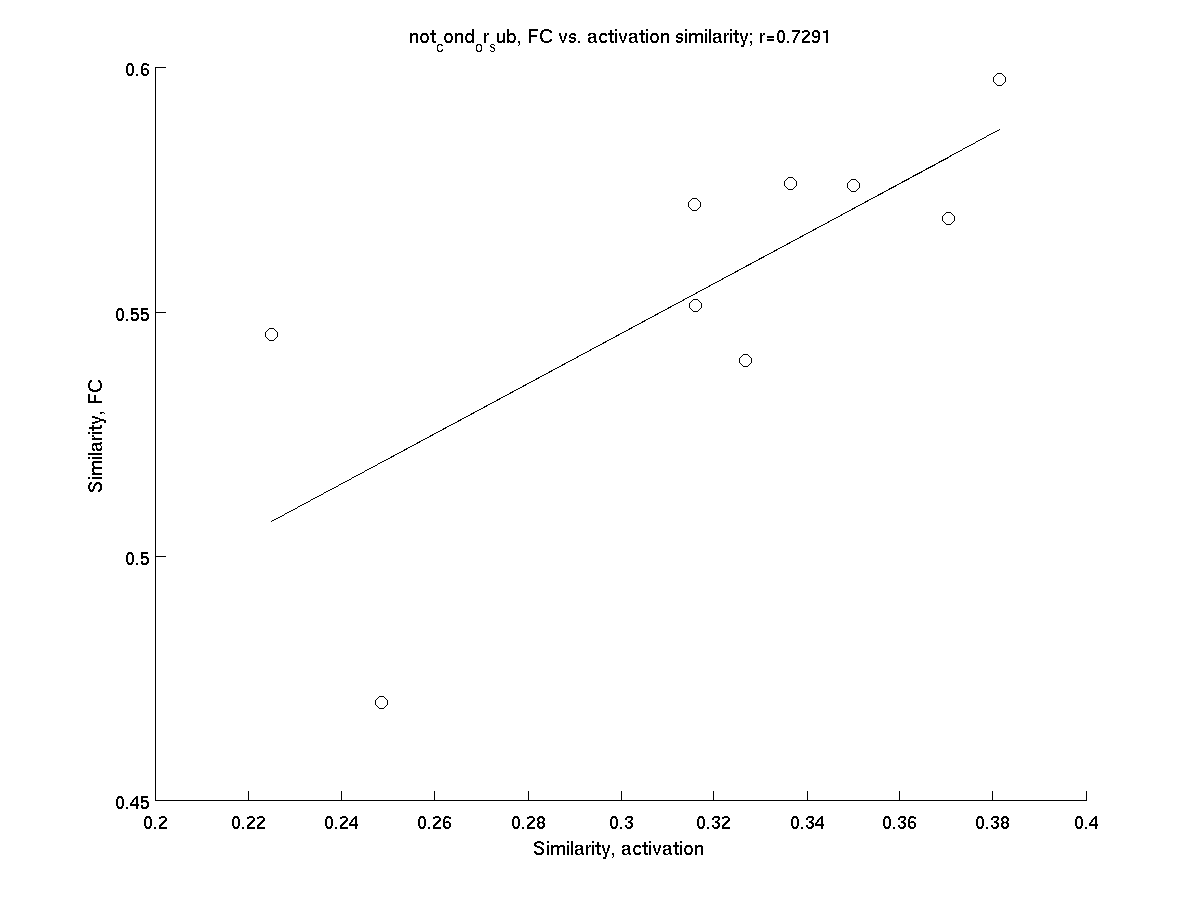 not_cond_or_sub, FC vs. activation similarity; r=0.7291
0.6
0.55
0.5
0.45
Similarity, FC
0.2 0.22 0.24 0.26 0.28 0.3 0.32 0.34 0.36 0.38 0.4
Similarity, activation